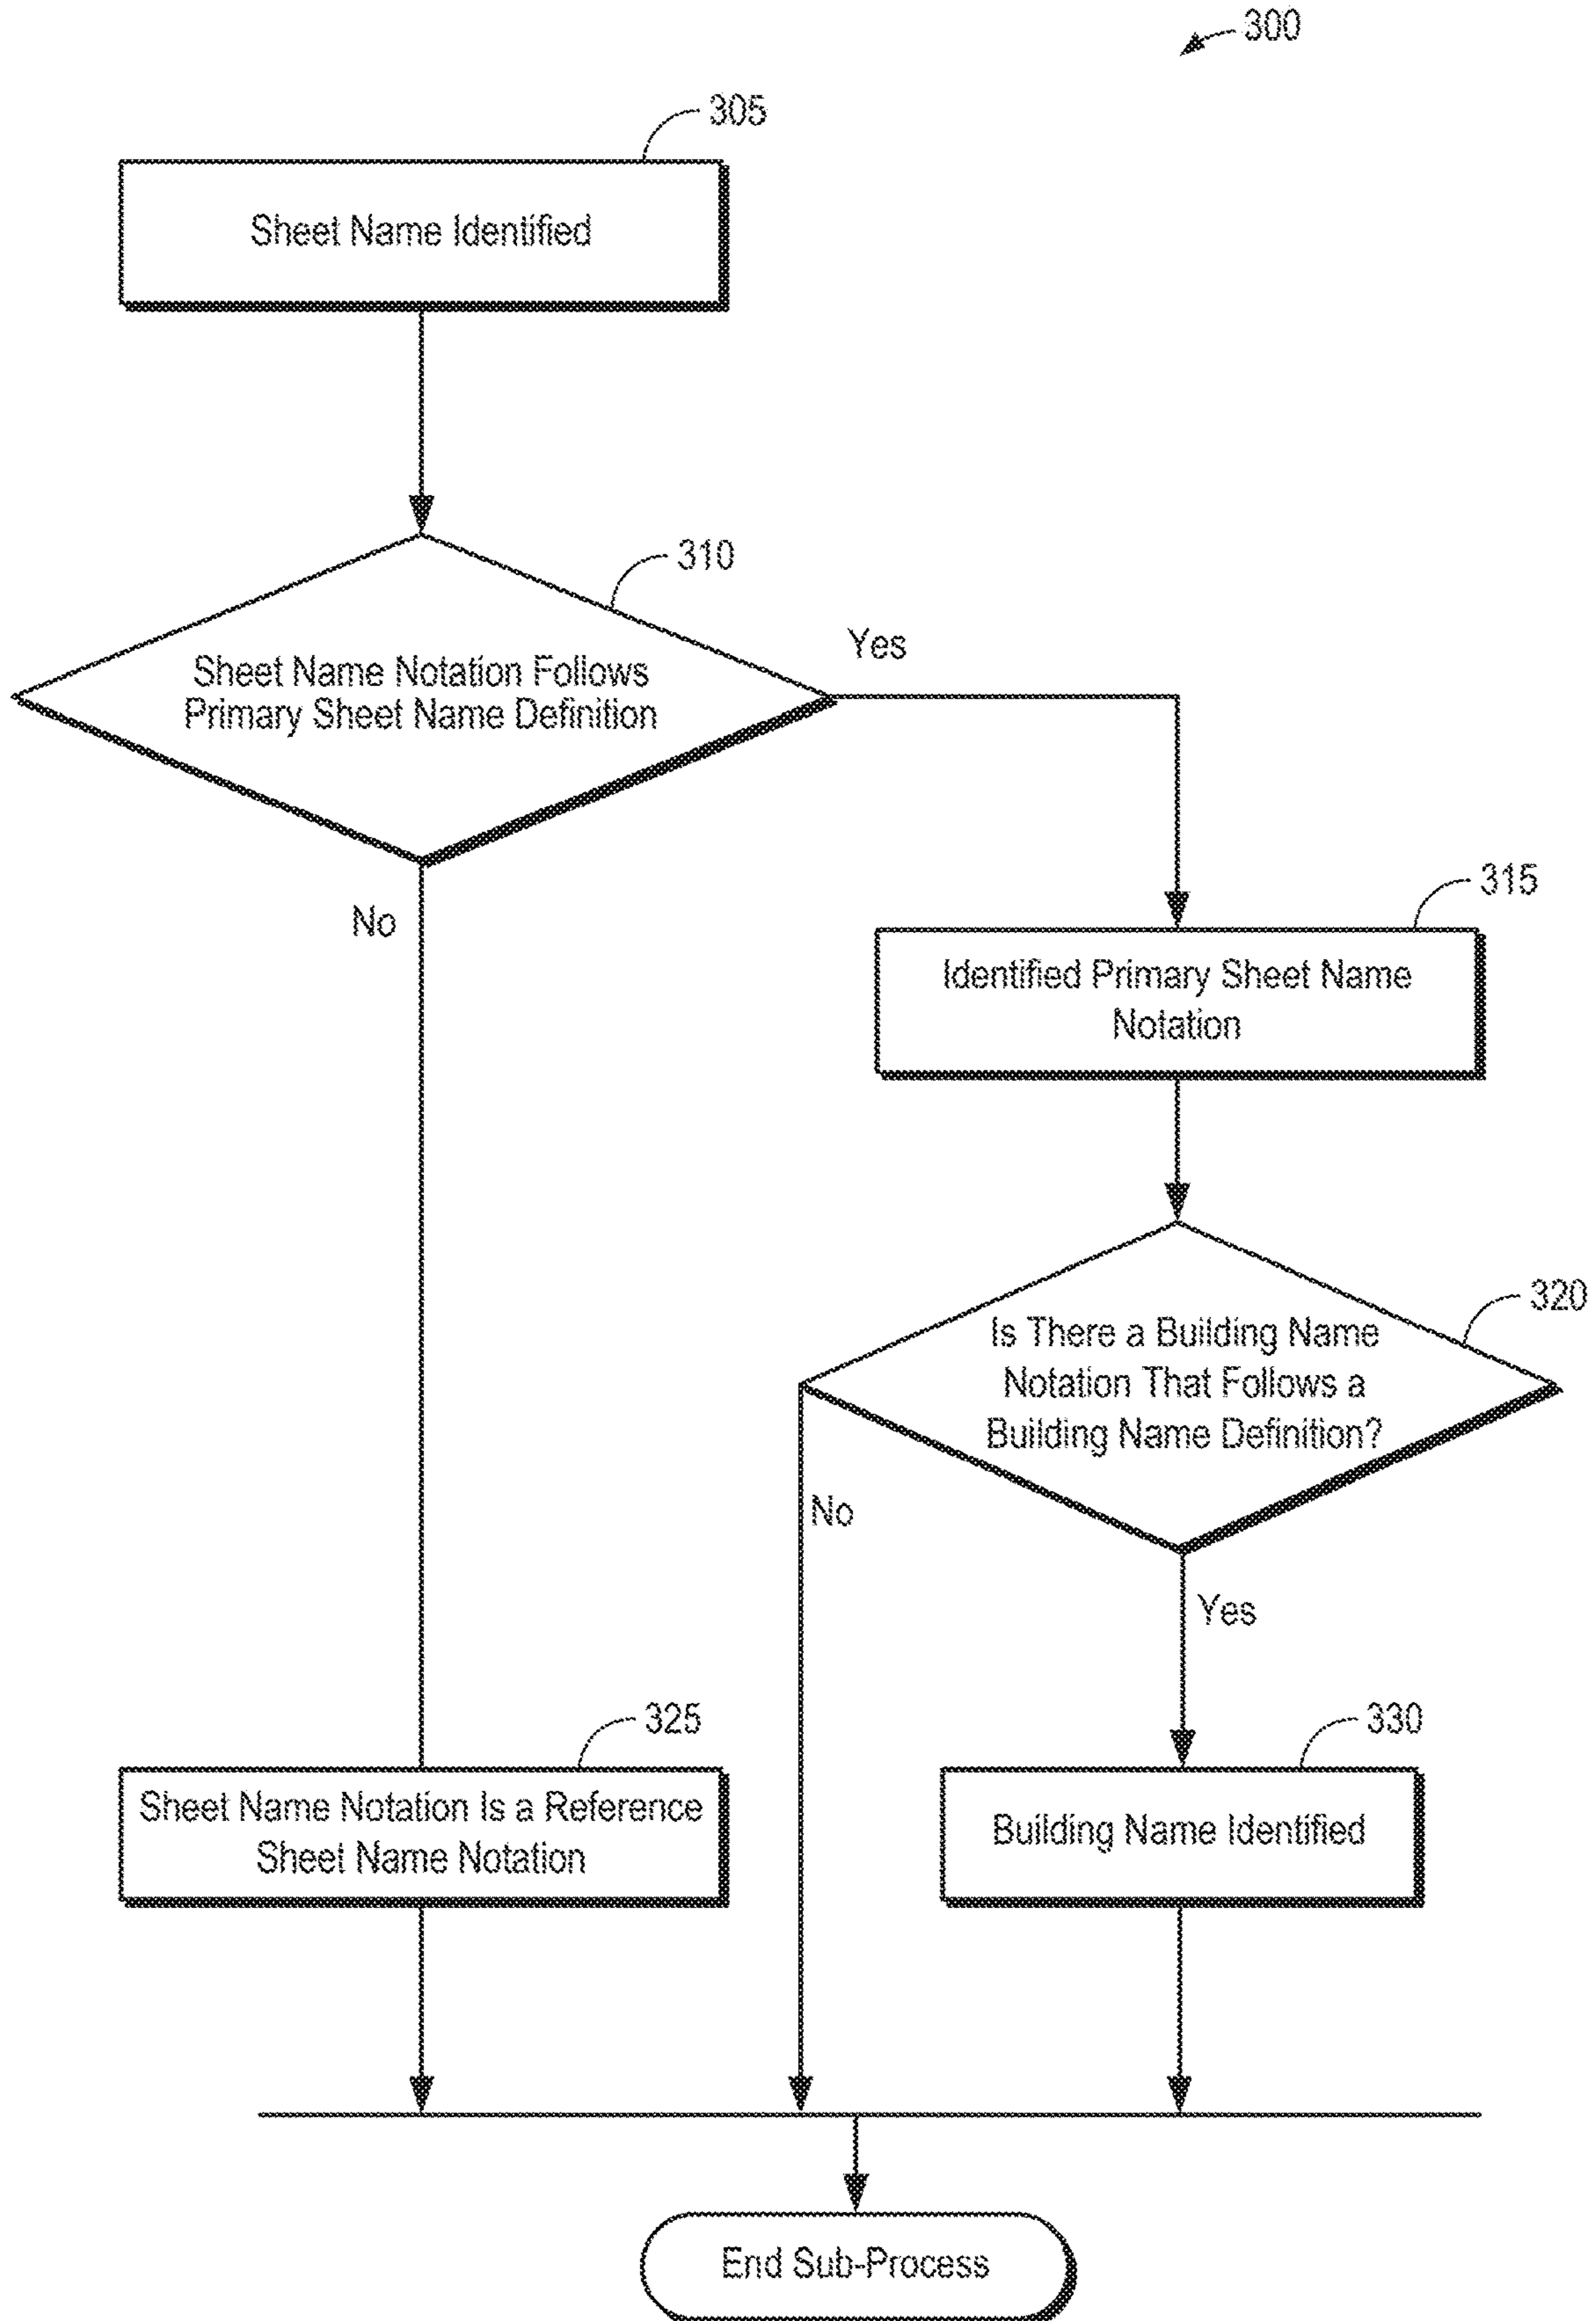 300
305
Sheet Name Identified
310
Sheet Name Notation Follows
Primary Sheet Name Definition
Yes
No
315
Identified Primary Sheet Name
Notation
320
Is There a Building Name
Notation That Follows a
Building Name Definition?
No
Yes
325
Sheet Name Notation Is a Reference
Sheet Name Notation
330
Building Name Identified
End Sub-Process